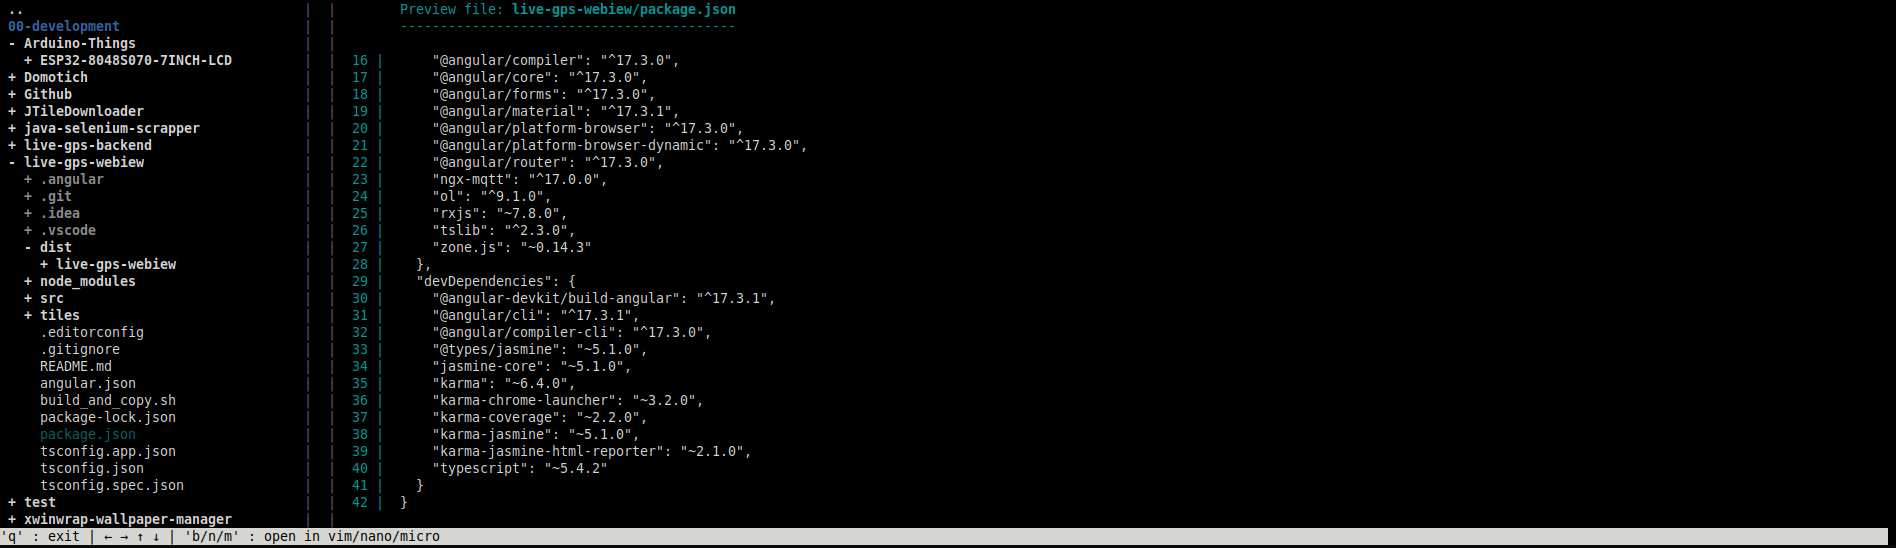 ..
00-development
- Arduino-Things
+ ESP32-8048S070-7INCH-LCD
+ Domotich
+ Github
+ JTileDownloader
+ java-selenium-scrapper
+ live-gps-backend
- live-gps-webiew
+ .angular
+ .git
+ .idea
+ .vscode
- dist
+ live-gps-webiew
+ node_modules
+ src
+ tiles
.editorconfig
.gitignore
README.md
angular.json
build_and_copy.sh
package-lock.json
package.json
tsconfig.app.json
tsconfig.json
tsconfig.spec.json
+ test
+ xwinwrap-wallpaper-manager
Preview file: live-gps-webiew/package.json
------------------------------------------
16 | "@angular/compiler": "^17.3.0",
17 | "@angular/core": "^17.3.0",
18 | "@angular/forms": "^17.3.0",
19 | "@angular/material": "^17.3.1",
20 | "@angular/platform-browser": "^17.3.0",
21 | "@angular/platform-browser-dynamic": "^17.3.0",
22 | "@angular/router": "^17.3.0",
23 | "ngx-mqtt": "^17.0.0",
24 | "ol": "^9.1.0",
25 | "rxjs": "~7.8.0",
26 | "tslib": "^2.3.0",
27 | "zone.js": "~0.14.3"
28 | },
29 | "devDependencies": {
30 | "@angular-devkit/build-angular": "^17.3.1",
31 | "@angular/cli": "^17.3.1",
32 | "@angular/compiler-cli": "^17.3.0",
33 | "@types/jasmine": "~5.1.0",
34 | "jasmine-core": "~5.1.0",
35 | "karma": "~6.4.0",
36 | "karma-chrome-launcher": "~3.2.0",
37 | "karma-coverage": "~2.2.0",
38 | "karma-jasmine": "~5.1.0",
39 | "karma-jasmine-html-reporter": "~2.1.0",
40 | "typescript": "~5.4.2"
41 | }
42 | }
'q' : exit | ← → ↑ ↓ | 'b/n/m' : open in vim/nano/micro